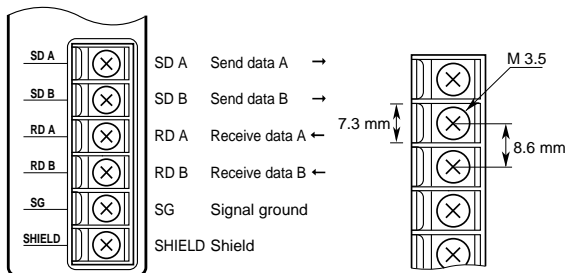 SD A SD A Send data A →
SD B SD B Send data B →
RD A RD A Receive data A ←
RD B RD B Receive data B ←
SG SG Signal ground
SHIELD SHIELD Shield
M 3.5
7.3 mm
8.6 mm